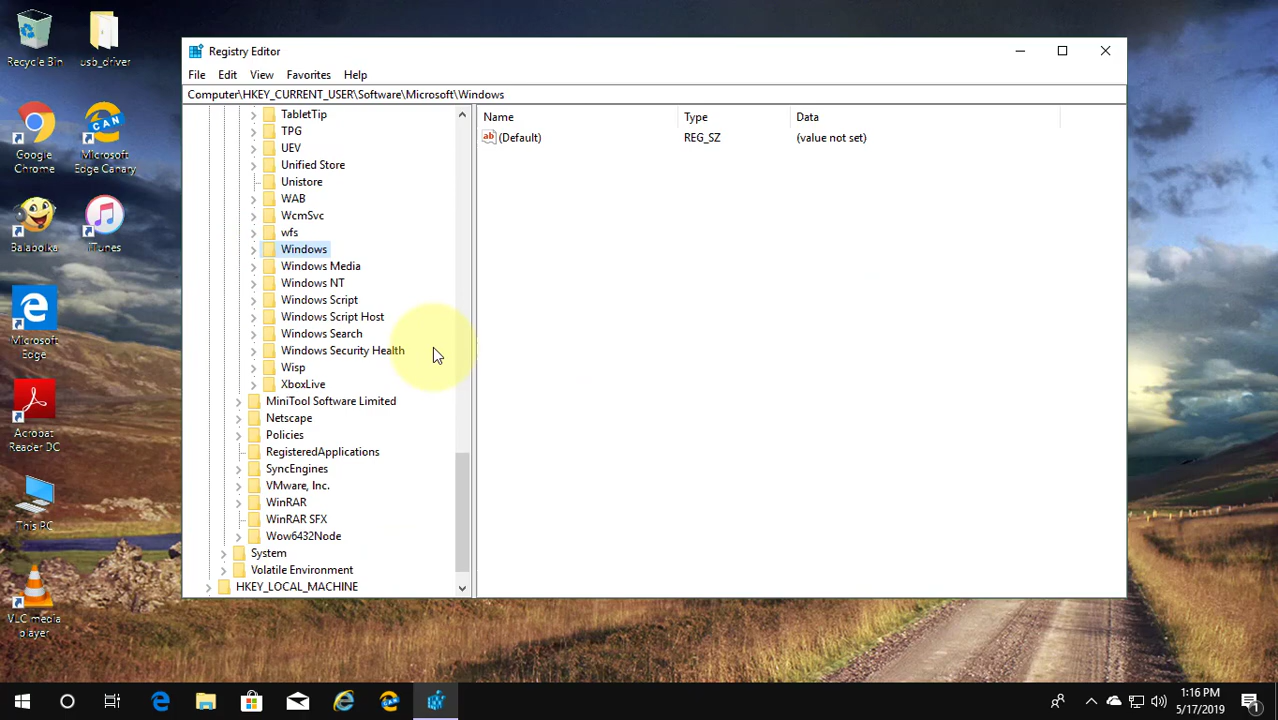 Recycle Bin
usb_driver
Google Chrome
Microsoft Edge Canary
CAN
Balabolka
iTunes
Microsoft Edge
Acrobat Reader DC
This PC
VLC media player
Registry Editor
File Edit View Favorites Help
Computer\HKEY_CURRENT_USER\Software\Microsoft\Windows
TabletTip
TPG
UEV
Unified Store
Unistore
WAB
WcmSvc
wfs
Windows
Windows Media
Windows NT
Windows Script
Windows Script Host
Windows Search
Windows Security Health
Wisp
XboxLive
MiniTool Software Limited
Netscape
Policies
RegisteredApplications
SyncEngines
VMware, Inc.
WinRAR
WinRAR SFX
Wow6432Node
System
Volatile Environment
HKEY_LOCAL_MACHINE
Name Type Data
ab (Default) REG_SZ (value not set)
1:16 PM
5/17/2019
1